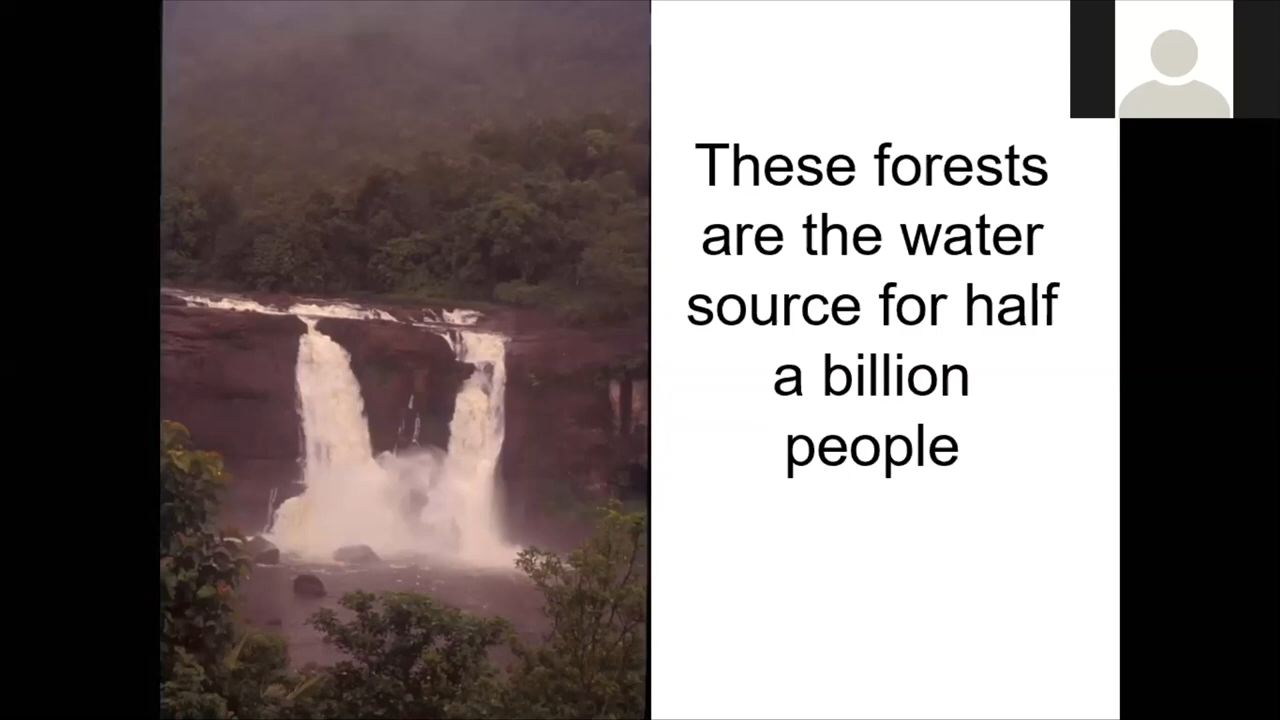 These forests
are the water
source for half
a billion
people